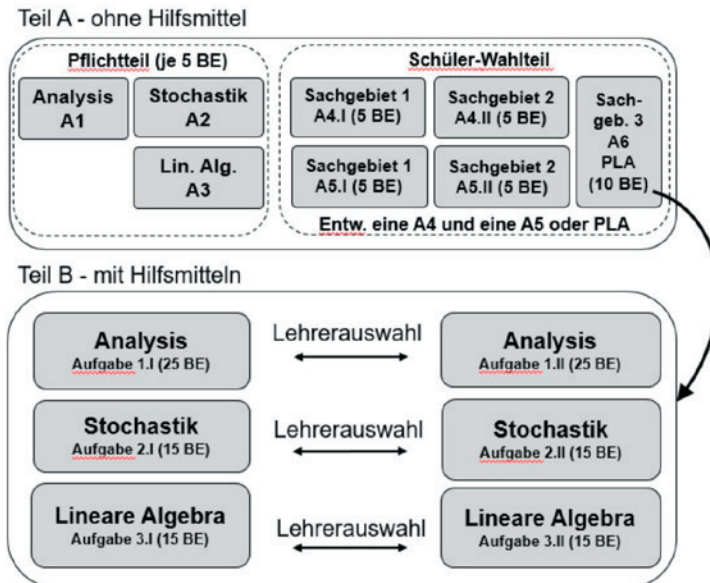 Teil A - ohne Hilfsmittel
Pflichtteil (je 5 BE)
Analysis
A1
Stochastik
A2
Lin. Alg.
A3
Schüler-Wahlteil
Sachgebiet 1
A4.I (5 BE)
Sachgebiet 2
A4.II (5 BE)
Sachgebiet 1
A5.I (5 BE)
Sachgebiet 2
A5.II (5 BE)
Sach-
geb. 3
A6
PLA
(10 BE)
Entw. eine A4 und eine A5 oder PLA
Teil B - mit Hilfsmitteln
Analysis
Aufgabe 1.I (25 BE)
Lehrerauswahl
Analysis
Aufgabe 1.II (25 BE)
Stochastik
Aufgabe 2.I (15 BE)
Lehrerauswahl
Stochastik
Aufgabe 2.II (15 BE)
Lineare Algebra
Aufgabe 3.I (15 BE)
Lehrerauswahl
Lineare Algebra
Aufgabe 3.II (15 BE)